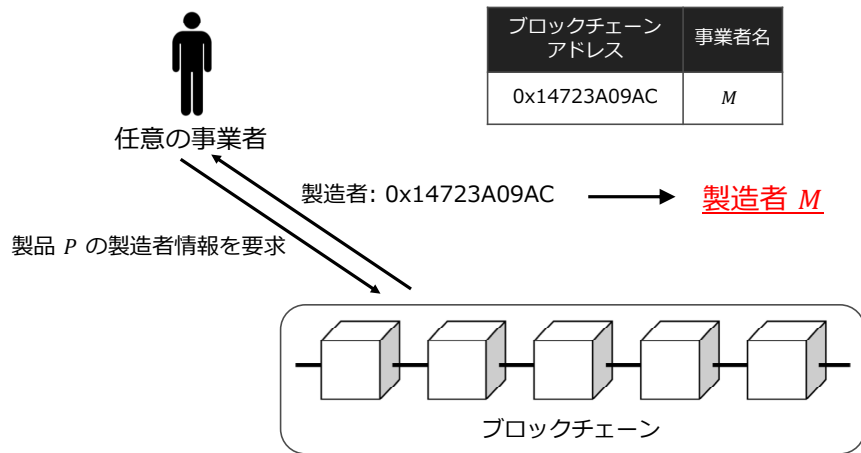 ブロックチェーン
アドレス
事業者名
0x14723A09AC
M
任意の事業者
製造者: 0x14723A09AC
製造者 M
製品 P の製造者情報を要求
ブロックチェーン